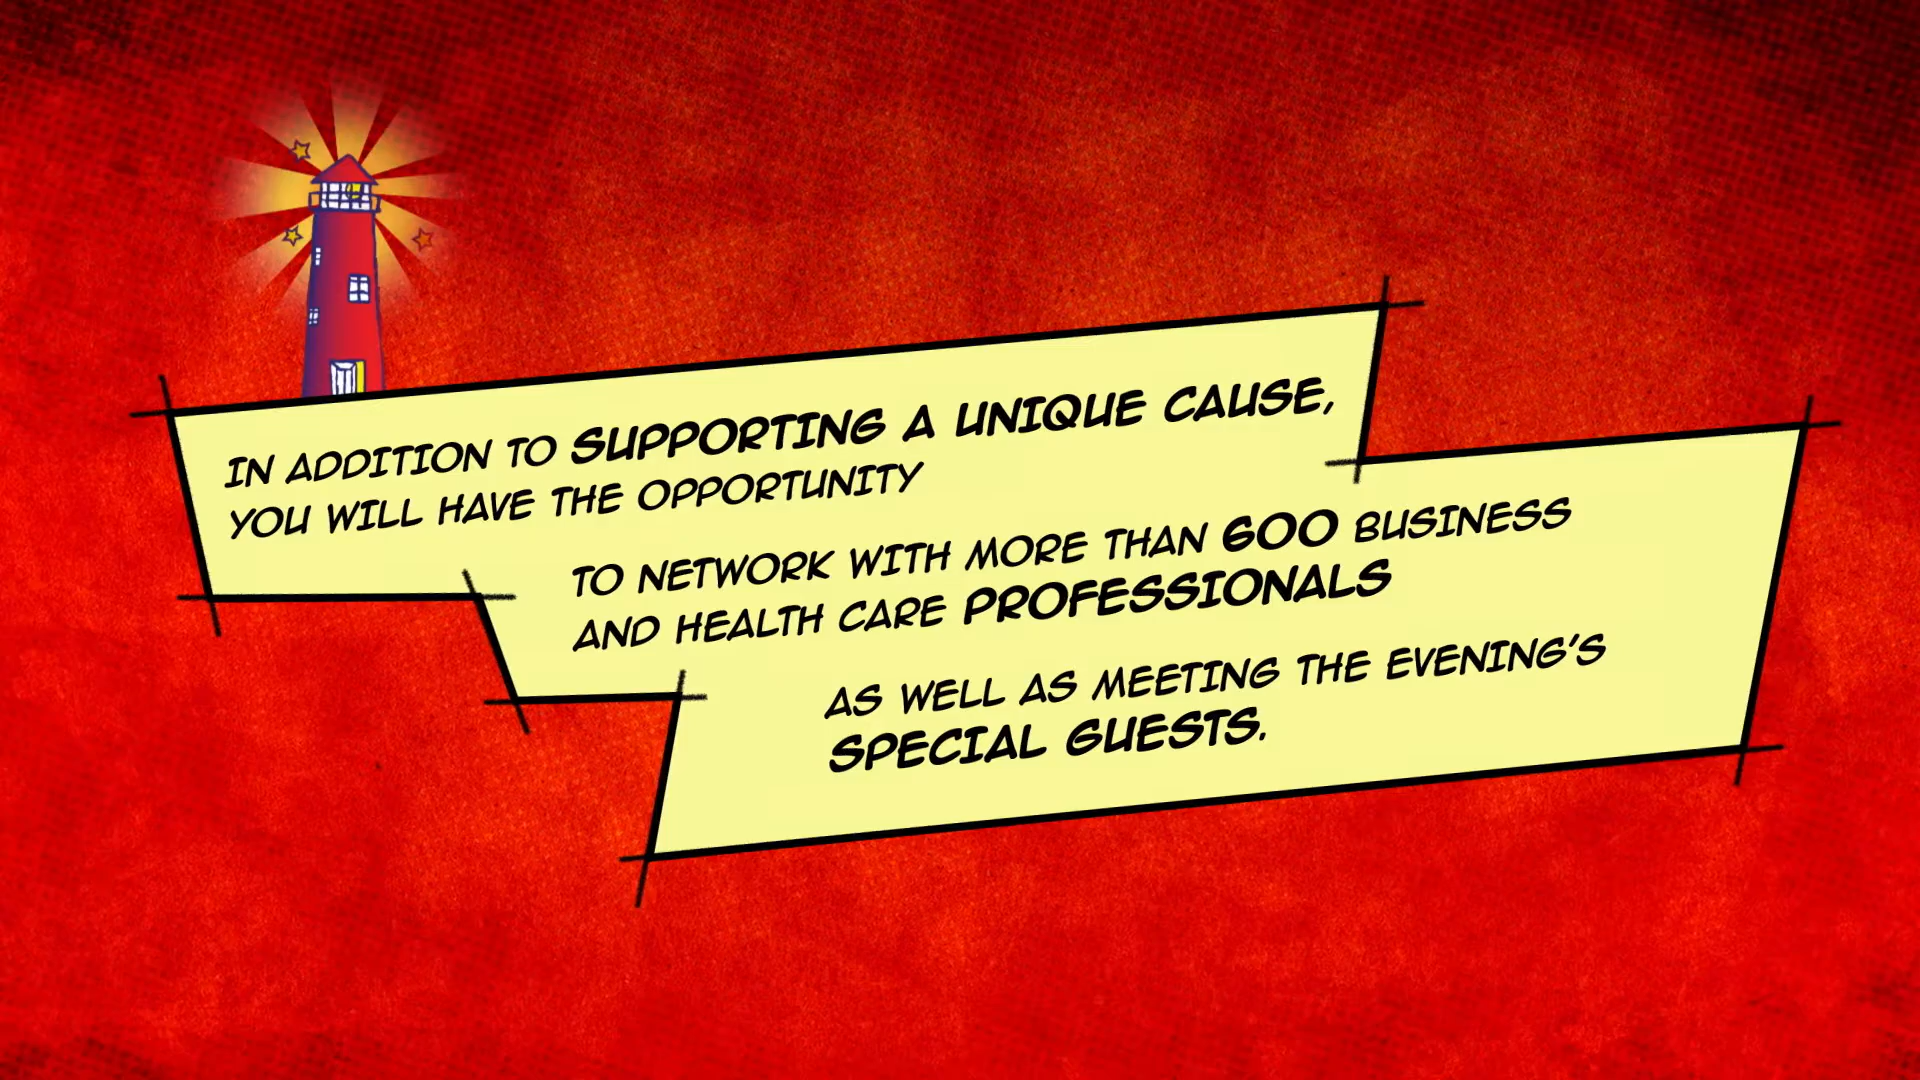 IN ADDITION TO SUPPORTING A UNIQUE CAUSE,
YOU WILL HAVE THE OPPORTUNITY
TO NETWORK WITH MORE THAN 600 BUSINESS
AND HEALTH CARE PROFESSIONALS
AS WELL AS MEETING THE EVENING'S
SPECIAL GUESTS.